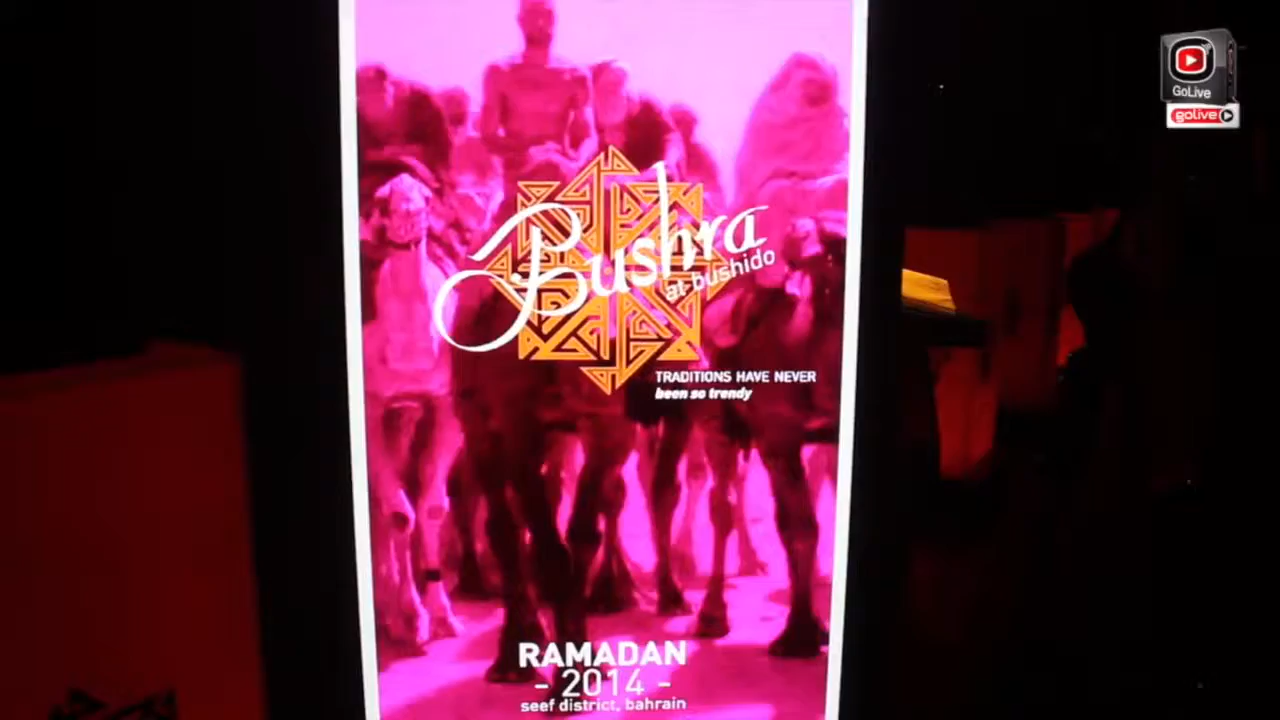 GoLive
golive
Bushra
at bushido
TRADITIONS HAVE NEVER
been so trendy
RAMADAN
- 2014 -
seef district, bahrain